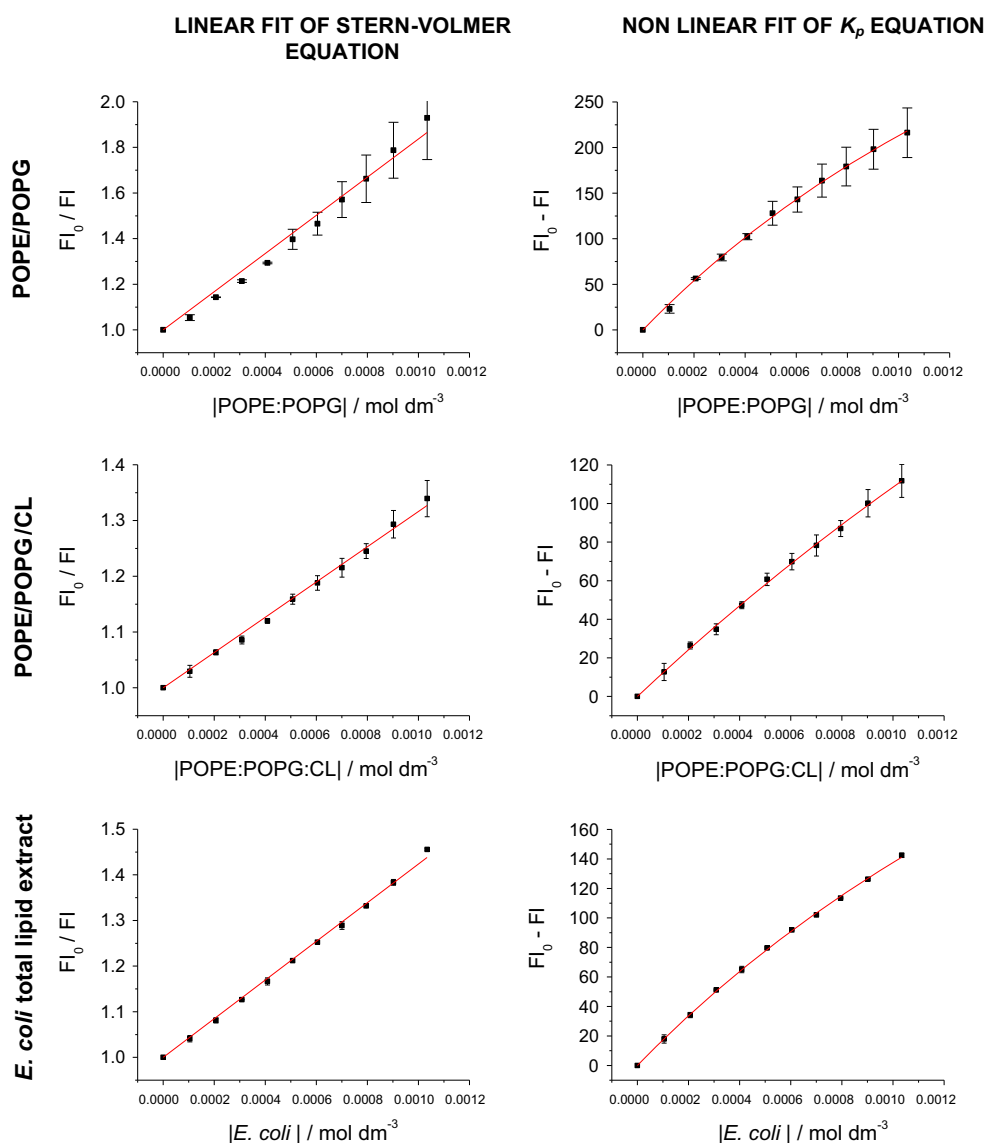 LINEAR FIT OF STERN-VOLMER
EQUATION
NON LINEAR FIT OF Kp EQUATION
POPE/POPG
FI0 / FI
2.0
1.8
1.6
1.4
1.2
1.0
0.0000 0.0002 0.0004 0.0006 0.0008 0.0010 0.0012
|POPE:POPG| / mol dm-3
FI0 - FI
250
200
150
100
50
0
0.0000 0.0002 0.0004 0.0006 0.0008 0.0010 0.0012
|POPE:POPG| / mol dm-3
POPE/POPG/CL
FI0 / FI
1.4
1.3
1.2
1.1
1.0
0.0000 0.0002 0.0004 0.0006 0.0008 0.0010 0.0012
|POPE:POPG:CL| / mol dm-3
FI0 - FI
120
100
80
60
40
20
0
0.0000 0.0002 0.0004 0.0006 0.0008 0.0010 0.0012
|POPE:POPG:CL| / mol dm-3
E. coli total lipid extract
FI0 / FI
1.5
1.4
1.3
1.2
1.1
1.0
0.0000 0.0002 0.0004 0.0006 0.0008 0.0010 0.0012
|E. coli | / mol dm-3
FI0 - FI
160
140
120
100
80
60
40
20
0
0.0000 0.0002 0.0004 0.0006 0.0008 0.0010 0.0012
|E. coli | / mol dm-3